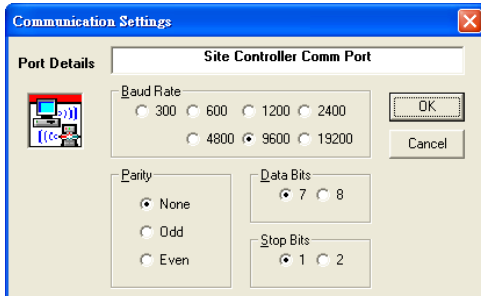 Communication Settings
Port Details
Site Controller Comm Port
Baud Rate
300 600 1200 2400
4800 9600 19200
OK
Cancel
Parity
None
Odd
Even
Data Bits
7 8
Stop Bits
1 2